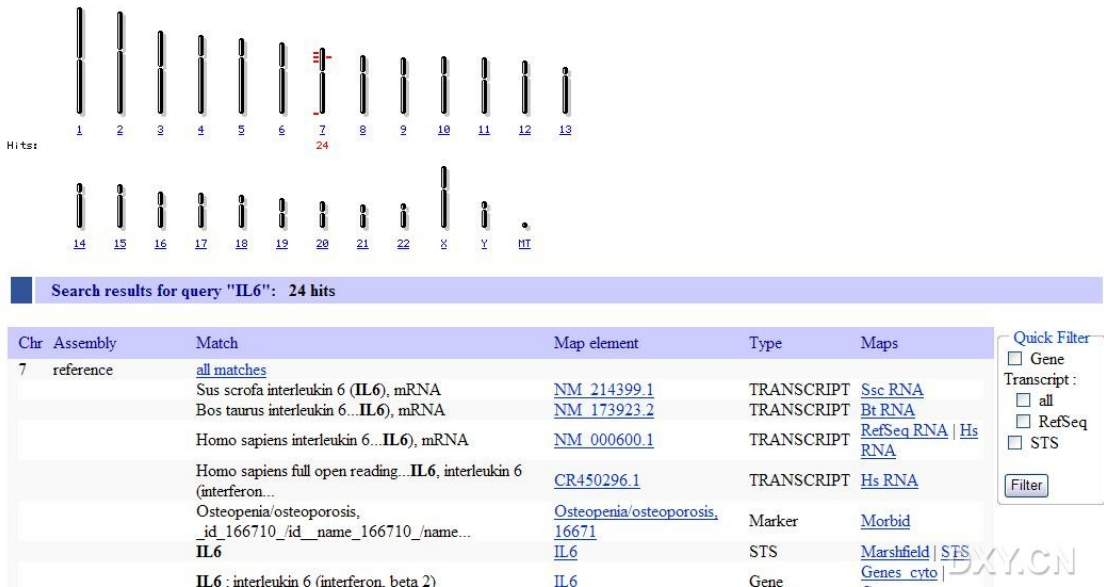 1 2 3 4 5 6 7 8 9 10 11 12 13
Hits: 24
14 15 16 17 18 19 20 21 22 X Y MT
Search results for query "IL6": 24 hits
Chr Assembly Match Map element Type Maps
7 reference all matches
Sus scrofa interleukin 6 (IL6), mRNA NM_214399.1 TRANSCRIPT Ssc RNA
Bos taurus interleukin 6...IL6), mRNA NM_173923.2 TRANSCRIPT Bt RNA
Homo sapiens interleukin 6...IL6), mRNA NM_000600.1 TRANSCRIPT RefSeq RNA | Hs
RNA
Homo sapiens full open reading...IL6, interleukin 6
(interferon... CR450296.1 TRANSCRIPT Hs RNA
Osteopenia/osteoporosis,
_id_166710_/id__name_166710_/name... Osteopenia/osteoporosis,
16671 Marker Morbid
IL6 IL6 STS Marshfield | STS
IL6 : interleukin 6 (interferon, beta 2) IL6 Gene Genes_cyto |
Quick Filter
Gene
Transcript :
all
RefSeq
STS
Filter
DXY.CN